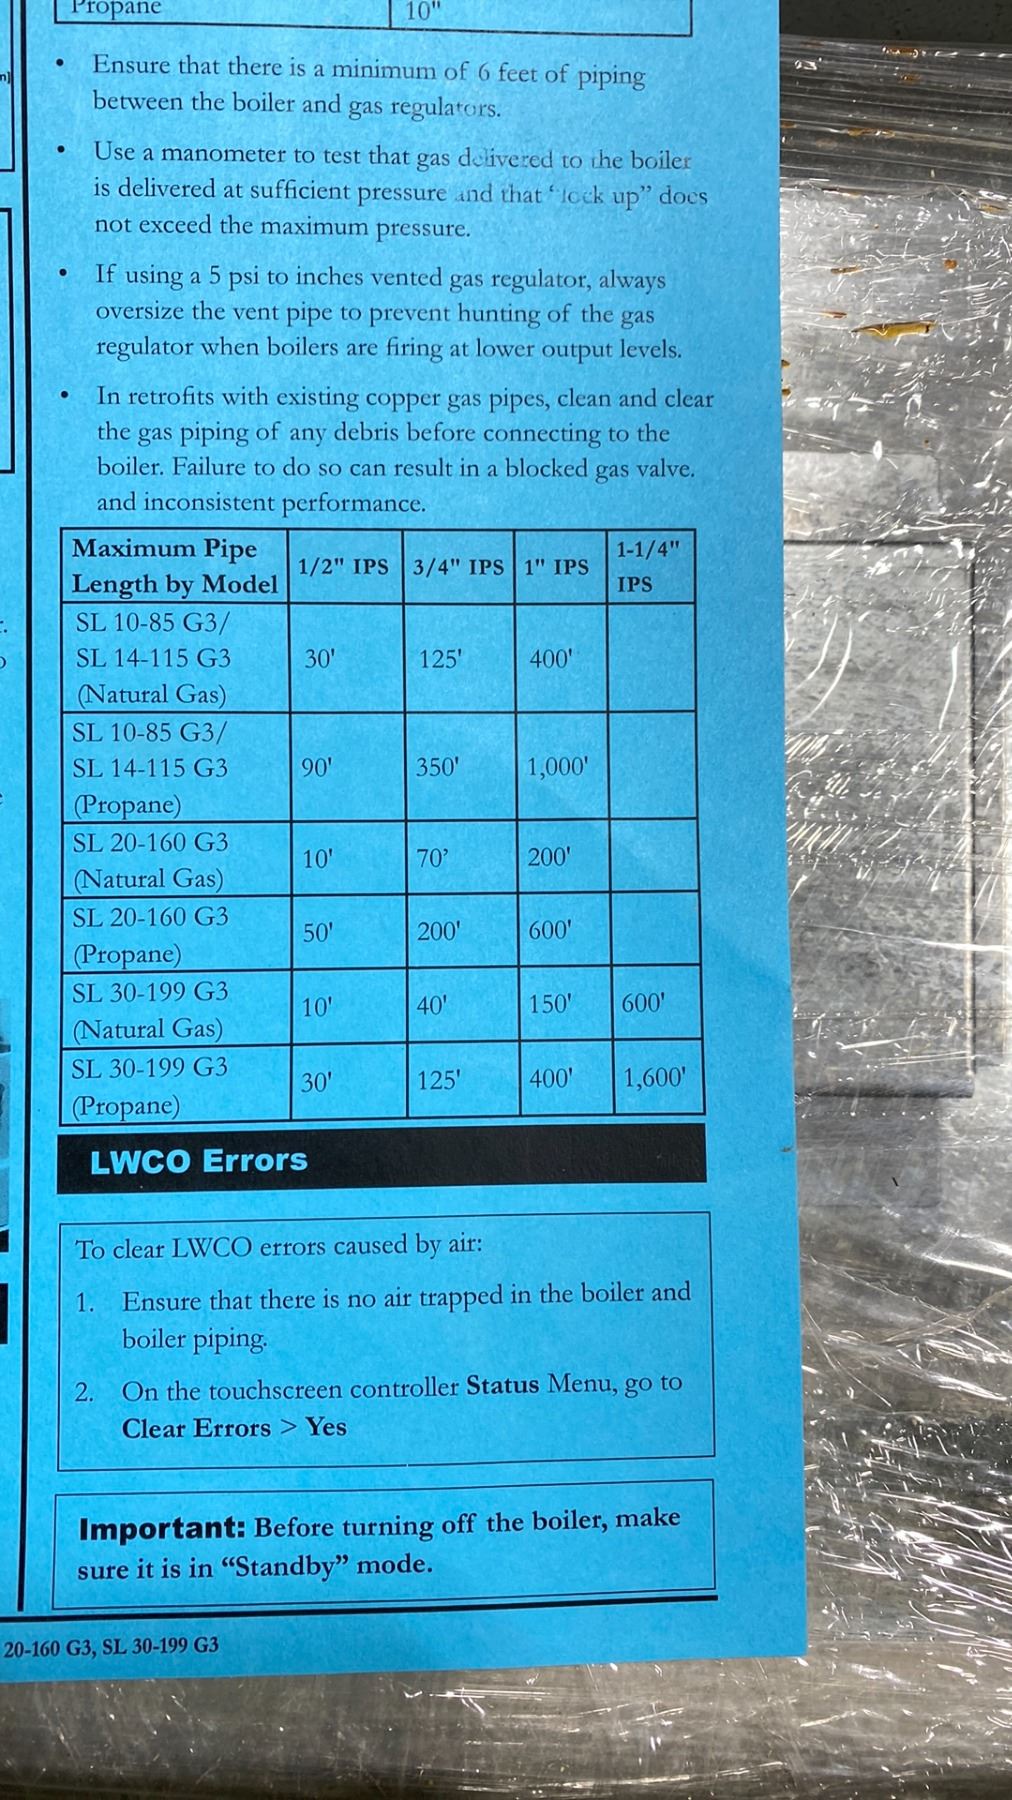 Propane 10"
• Ensure that there is a minimum of 6 feet of piping
between the boiler and gas regulators.
• Use a manometer to test that gas delivered to the boiler
is delivered at sufficient pressure and that "lock up" does
not exceed the maximum pressure.
• If using a 5 psi to inches vented gas regulator, always
oversize the vent pipe to prevent hunting of the gas
regulator when boilers are firing at lower output levels.
• In retrofits with existing copper gas pipes, clean and clear
the gas piping of any debris before connecting to the
boiler. Failure to do so can result in a blocked gas valve.
and inconsistent performance.
Maximum Pipe
Length by Model 1/2" IPS 3/4" IPS 1" IPS 1-1/4"
IPS
SL 10-85 G3/
SL 14-115 G3 30' 125' 400'
(Natural Gas)
SL 10-85 G3/
SL 14-115 G3 90' 350' 1,000'
(Propane)
SL 20-160 G3
(Natural Gas) 10' 70’ 200'
SL 20-160 G3
(Propane) 50' 200' 600'
SL 30-199 G3
(Natural Gas) 10' 40' 150' 600'
SL 30-199 G3
(Propane) 30' 125' 400' 1,600'
LWCO Errors
To clear LWCO errors caused by air:
1. Ensure that there is no air trapped in the boiler and
boiler piping.
2. On the touchscreen controller Status Menu, go to
Clear Errors > Yes
Important: Before turning off the boiler, make
sure it is in “Standby” mode.
20-160 G3, SL 30-199 G3